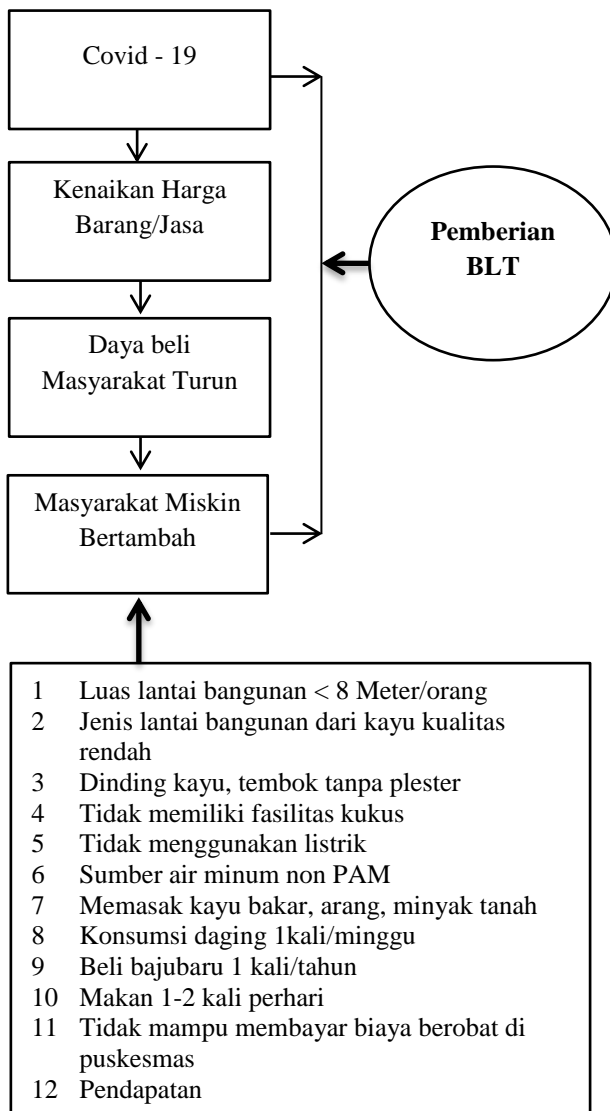 Covid - 19
Kenaikan Harga
Barang/Jasa
Pemberian
BLT
Daya beli
Masyarakat Turun
Masyarakat Miskin
Bertambah
1 Luas lantai bangunan < 8 Meter/orang
2 Jenis lantai bangunan dari kayu kualitas
rendah
3 Dinding kayu, tembok tanpa plester
4 Tidak memiliki fasilitas kukus
5 Tidak menggunakan listrik
6 Sumber air minum non PAM
7 Memasak kayu bakar, arang, minyak tanah
8 Konsumsi daging 1kali/minggu
9 Beli bajubaru 1 kali/tahun
10 Makan 1-2 kali perhari
11 Tidak mampu membayar biaya berobat di
puskesmas
12 Pendapatan